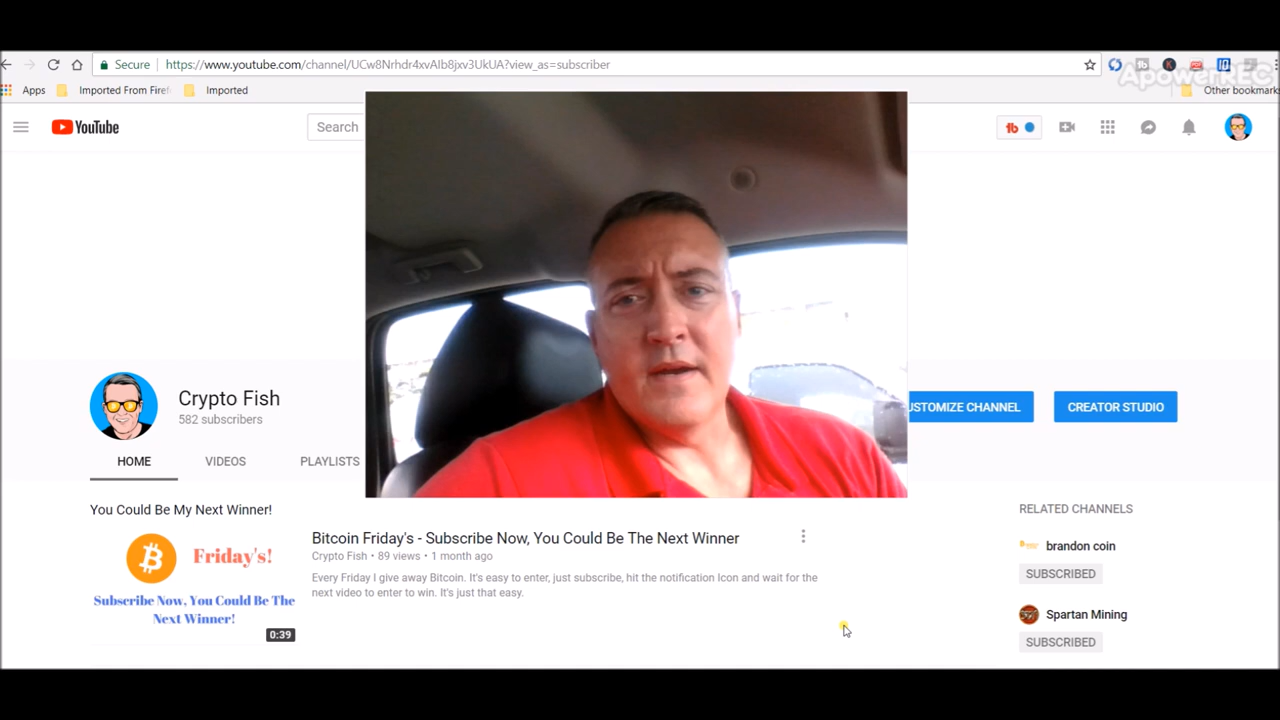 Secure
https://www.youtube.com/channel/UCw8Nrhdr4xvAIb8jxv3UkUA?view_as=subscriber
ApowerREC
Apps
Imported From Firef
Imported
Other bookmarks
YouTube
Search
Crypto Fish
582 subscribers
USTOMIZE CHANNEL
CREATOR STUDIO
HOME
VIDEOS
PLAYLISTS
You Could Be My Next Winner!
Friday's!
Subscribe Now, You Could Be The
Next Winner!
0:39
Bitcoin Friday's - Subscribe Now, You Could Be The Next Winner
Crypto Fish • 89 views • 1 month ago
Every Friday I give away Bitcoin. It's easy to enter, just subscribe, hit the notification Icon and wait for the
next video to enter to win. It's just that easy.
RELATED CHANNELS
brandon coin
SUBSCRIBED
Spartan Mining
SUBSCRIBED